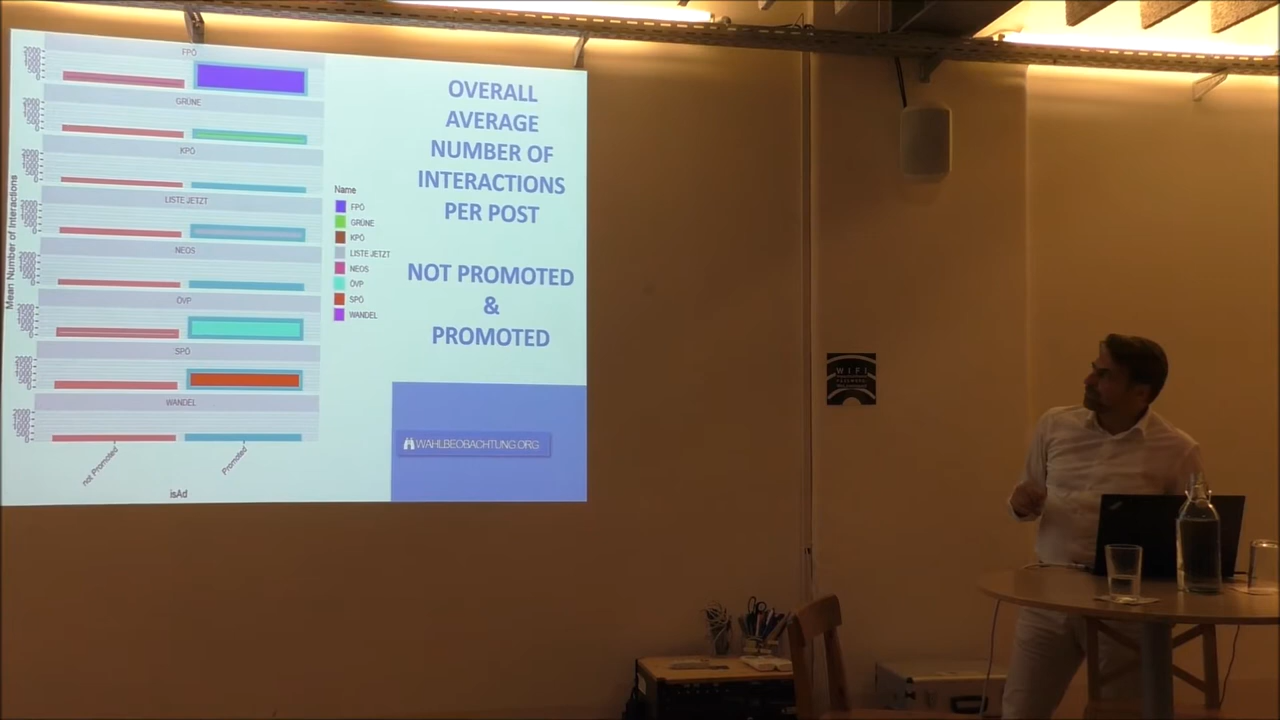 FPÖ
GRÜNE
KPÖ
LISTE JETZT
NEOS
ÖVP
SPÖ
WANDEL
Mean Number of Interactions
not Promoted
Promoted
isAd
Name
FPÖ
GRÜNE
KPÖ
LISTE JETZT
NEOS
ÖVP
SPÖ
WANDEL
OVERALL
AVERAGE
NUMBER OF
INTERACTIONS
PER POST
NOT PROMOTED
&
PROMOTED
WAHLBEOBACHTUNG.ORG
WIFI